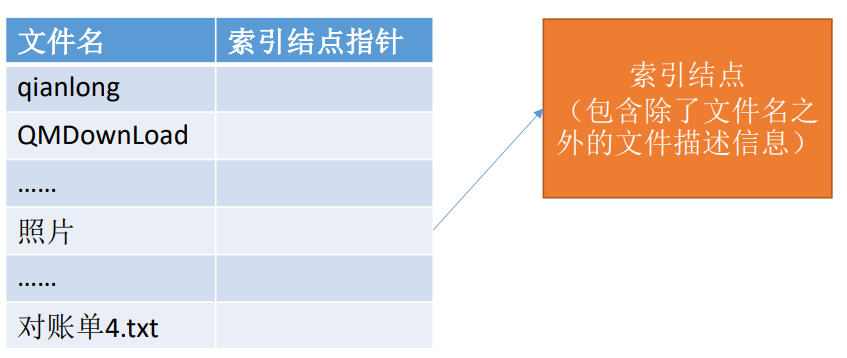 文件名 索引结点指针
qianlong
QMDownLoad
……
照片
……
对账单4.txt
索引结点
（包含除了文件名之
外的文件描述信息）